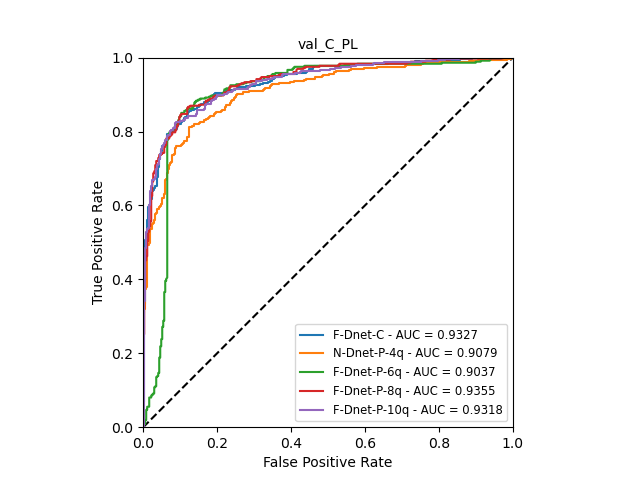 val_C_PL
1.0
0.8
0.6
0.4
0.2
0.0
True Positive Rate
0.0 0.2 0.4 0.6 0.8 1.0
False Positive Rate
F-Dnet-C - AUC = 0.9327
N-Dnet-P-4q - AUC = 0.9079
F-Dnet-P-6q - AUC = 0.9037
F-Dnet-P-8q - AUC = 0.9355
F-Dnet-P-10q - AUC = 0.9318